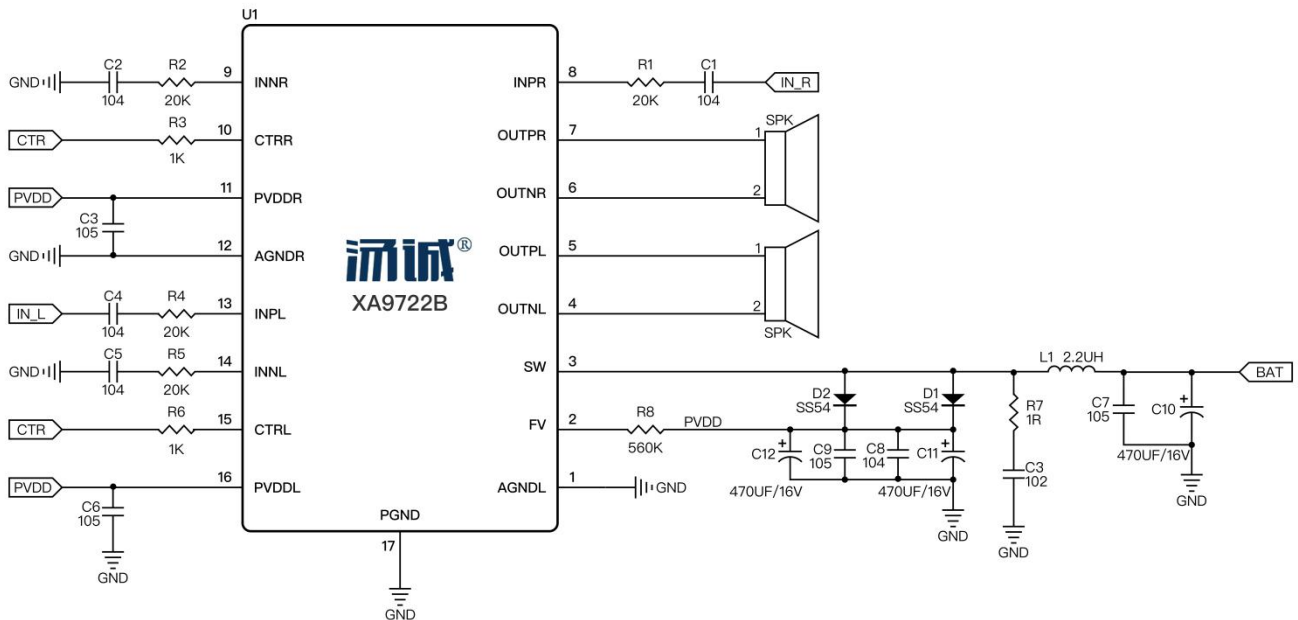 U1
GND C2 104 R2 20K 9 INNR
CTR R3 1K 10 CTRR
PVDD 11 PVDDR
C3 105
GND 12 AGNDR
IN_L C4 104 R4 20K 13 INPL
GND C5 104 R5 20K 14 INNL
CTR R6 1K 15 CTRL
PVDD 16 PVDDL
C6 105
GND
®
XA9722B
PGND
17
GND
INPR 8 R1 20K C1 104 IN_R
OUTPR 7 1 SPK
OUTNR 6 2
OUTPL 5 1
OUTNL 4 2 SPK
SW 3 L1 2.2UH BAT
D2 SS54
D1 SS54
FV 2 R8 560K PVDD
C12 470UF/16V
C9 105
C8 104
C11 470UF/16V
GND
R7 1R
C3 102
GND
C7 105
C10 470UF/16V
GND
AGNDL 1 GND